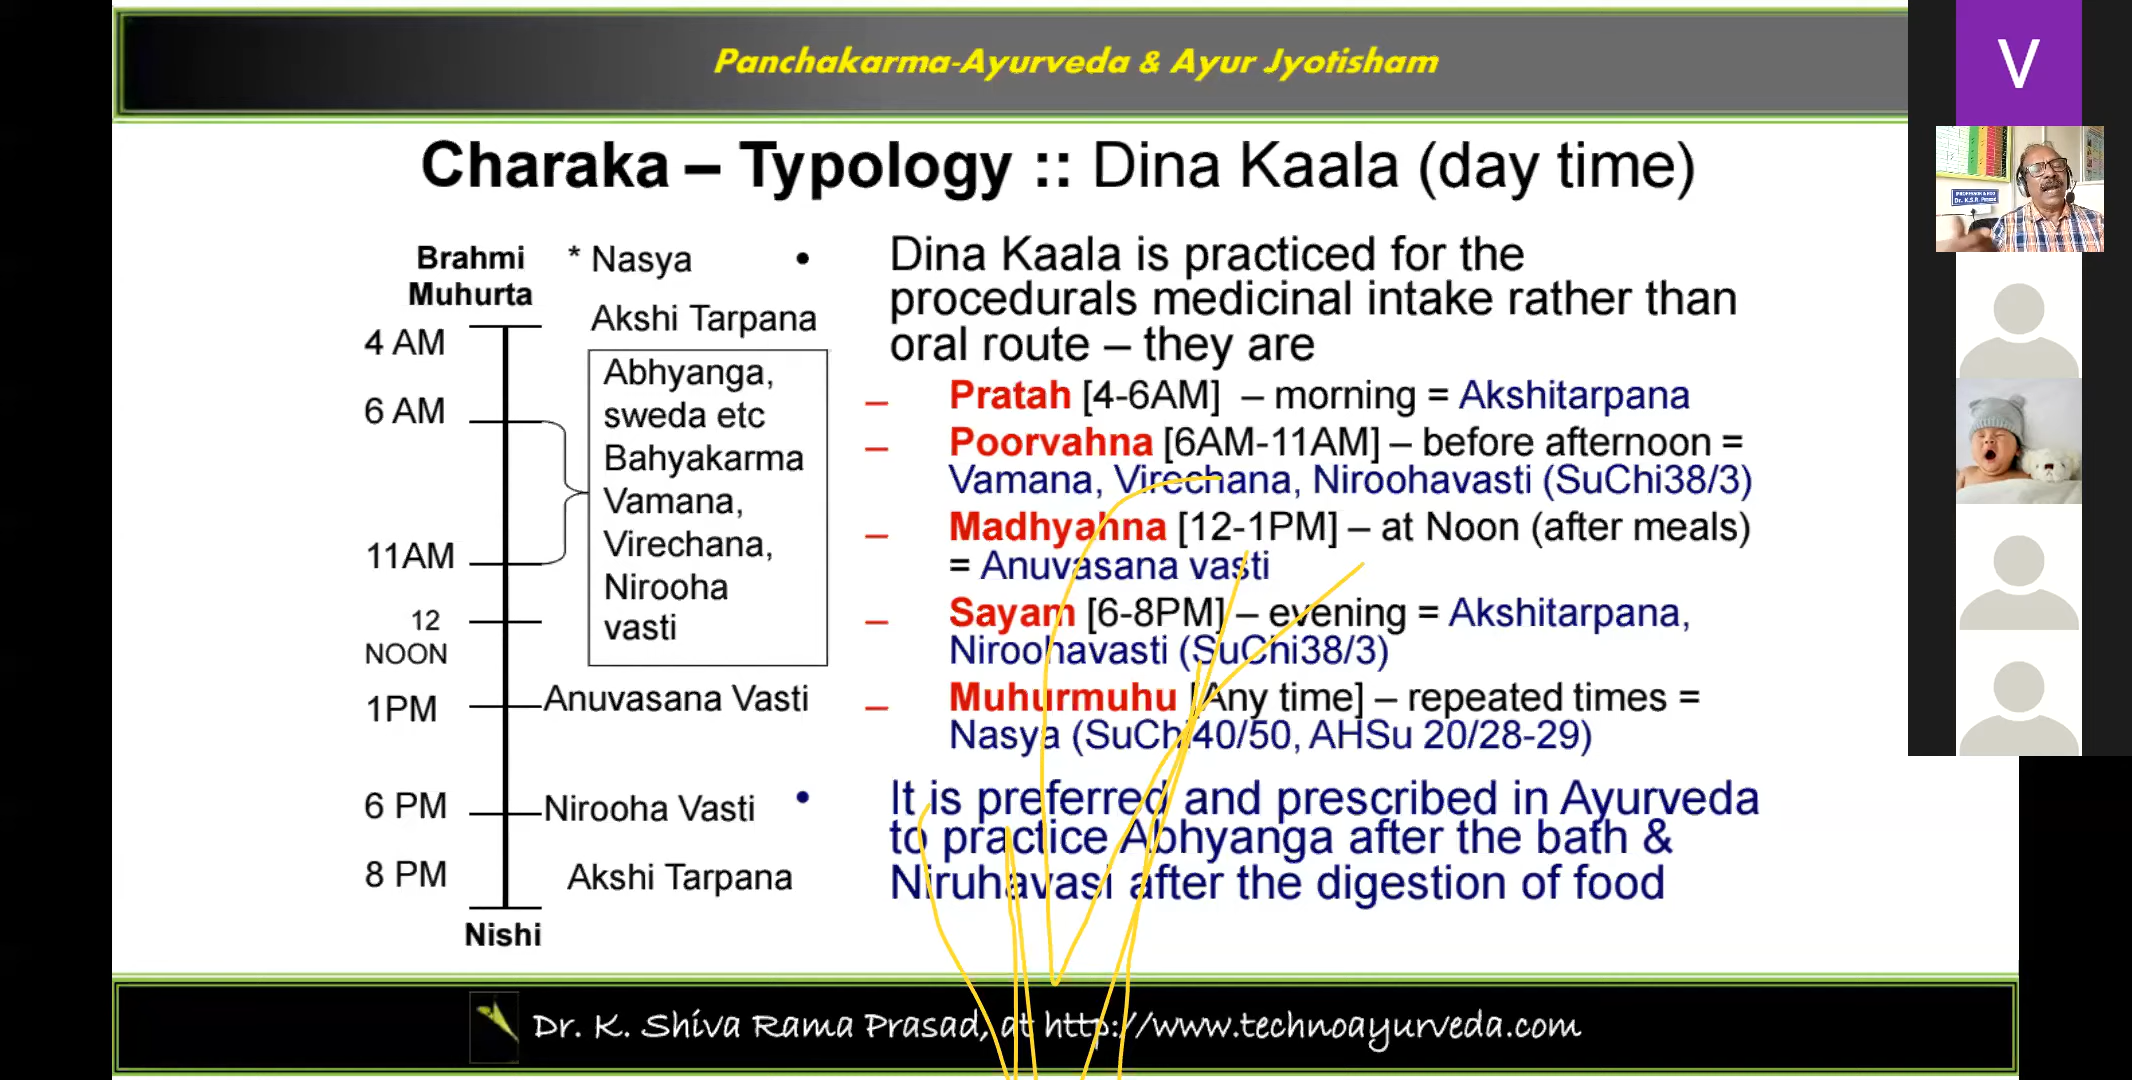 Panchakarma-Ayurveda & Ayur Jyotisham
V
Charaka – Typology :: Dina Kaala (day time)
Brahmi
Muhurta
4 AM
6 AM
11AM
12
NOON
1PM
6 PM
8 PM
Nishi
* Nasya
Akshi Tarpana
Abhyanga,
sweda etc
Bahyakarma
Vamana,
Virechana,
Nirooha
vasti
Anuvasana Vasti
Nirooha Vasti
Akshi Tarpana
• Dina Kaala is practiced for the
procedurals medicinal intake rather than
oral route – they are
– Pratah [4-6AM] – morning = Akshitarpana
– Poorvahna [6AM-11AM] – before afternoon =
Vamana, Virechana, Niroohavasti (SuChi38/3)
– Madhyahna [12-1PM] – at Noon (after meals)
= Anuvasana vasti
– Sayam [6-8PM] – evening = Akshitarpana,
Niroohavasti (SuChi38/3)
– Muhurmuhu [Any time] – repeated times =
Nasya (SuChi40/50, AHSu 20/28-29)
• It is preferred and prescribed in Ayurveda
to practice Abhyanga after the bath &
Niruhavasi after the digestion of food
Dr. K. Shiva Rama Prasad, at http://www.technoayurveda.com
PROFESSOR & HOD
Dr. K.S.R. Prasad